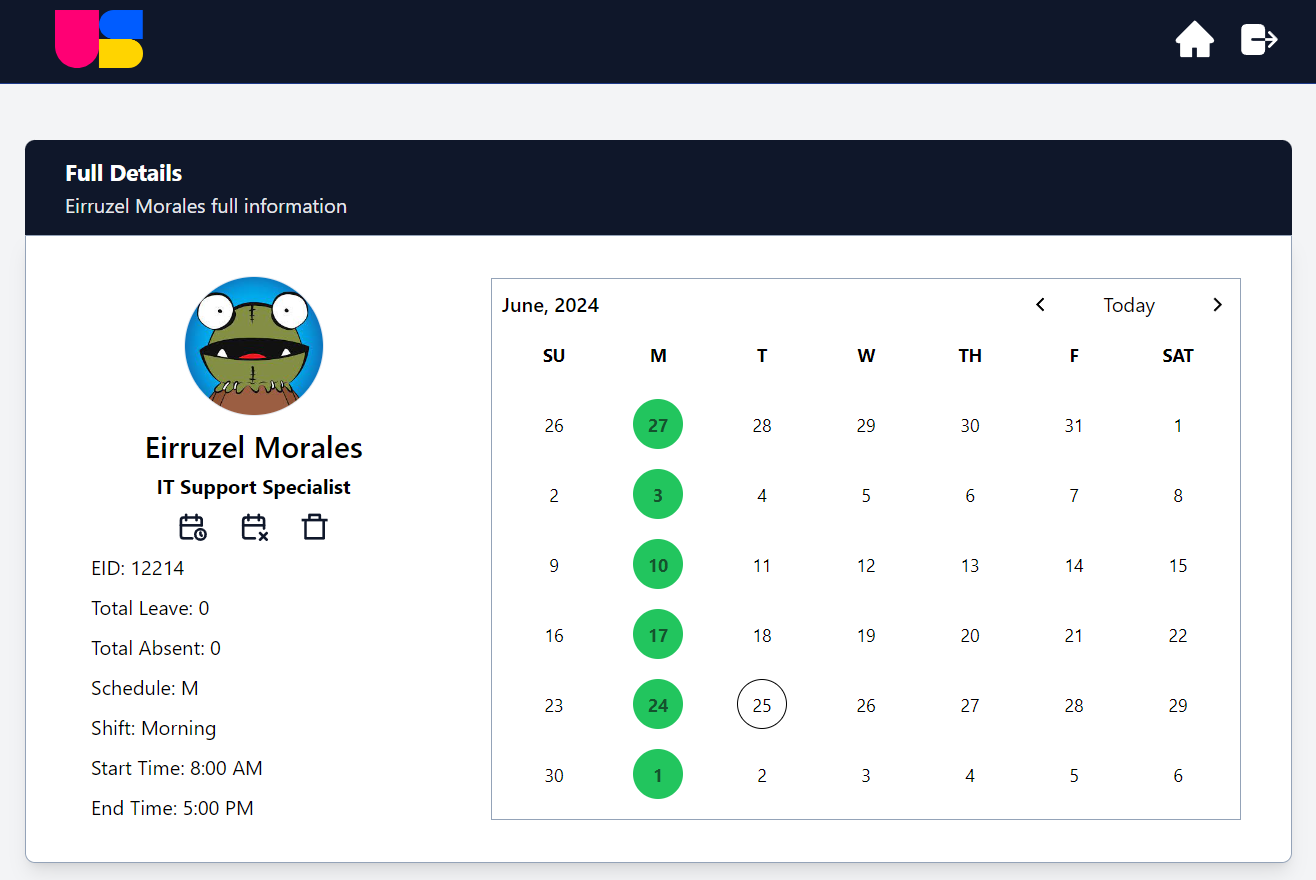 US
Full Details
Eirruzel Morales full information
Eirruzel Morales
IT Support Specialist
EID: 12214
Total Leave: 0
Total Absent: 0
Schedule: M
Shift: Morning
Start Time: 8:00 AM
End Time: 5:00 PM
June, 2024 Today
SU M T W TH F SAT
26 27 28 29 30 31 1
2 3 4 5 6 7 8
9 10 11 12 13 14 15
16 17 18 19 20 21 22
23 24 25 26 27 28 29
30 1 2 3 4 5 6